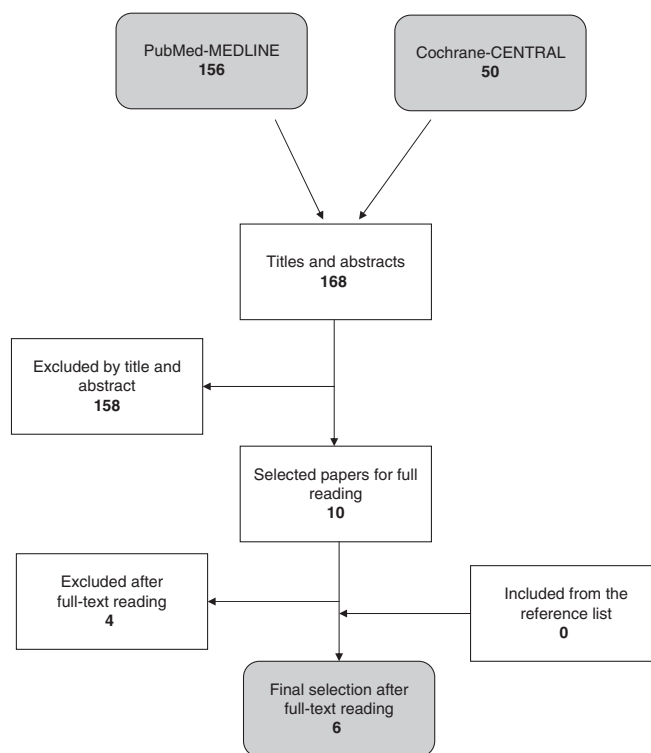 PubMed-MEDLINE
156
Cochrane-CENTRAL
50
Titles and abstracts
168
Excluded by title and
abstract
158
Selected papers for full
reading
10
Excluded after
full-text reading
4
Included from the
reference list
0
Final selection after
full-text reading
6